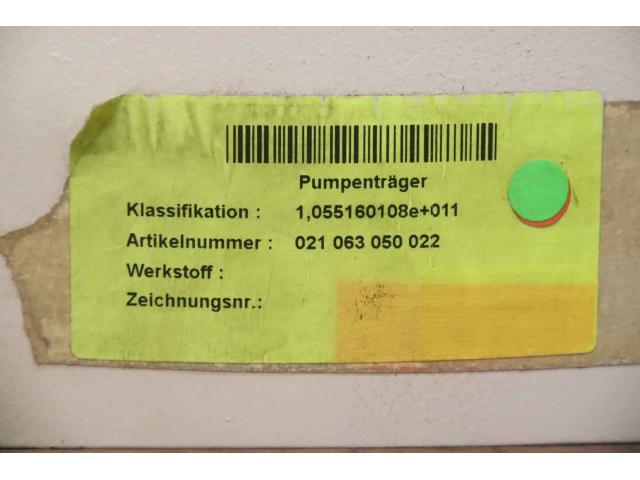 Pumpenträger
Klassifikation : 1,055160108e+011
Artikelnummer : 021 063 050 022
Werkstoff :
Zeichnungsnr.: